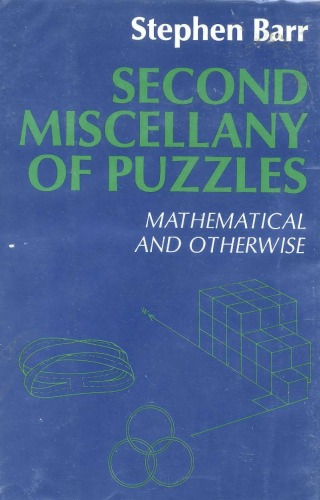 Stephen Barr
SECOND
MISCELLANY
OF PUZZLES
MATHEMATICAL
AND OTHERWISE